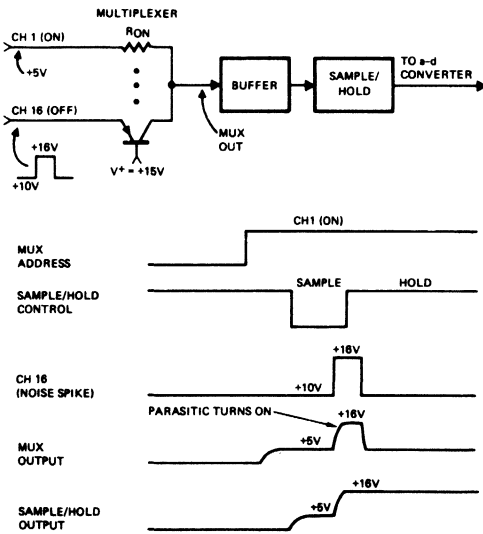 MULTIPLEXER
CH 1 (ON)
RON
+5V
BUFFER
SAMPLE/
HOLD
TO a-d
CONVERTER
CH 16 (OFF)
MUX
OUT
+16V
+10V
V+ = +15V
CH1 (ON)
MUX
ADDRESS
SAMPLE/HOLD
CONTROL
SAMPLE
HOLD
+16V
CH 16
(NOISE SPIKE)
+10V
PARASITIC TURNS ON
+16V
MUX
OUTPUT
+5V
+16V
SAMPLE/HOLD
OUTPUT
+5V